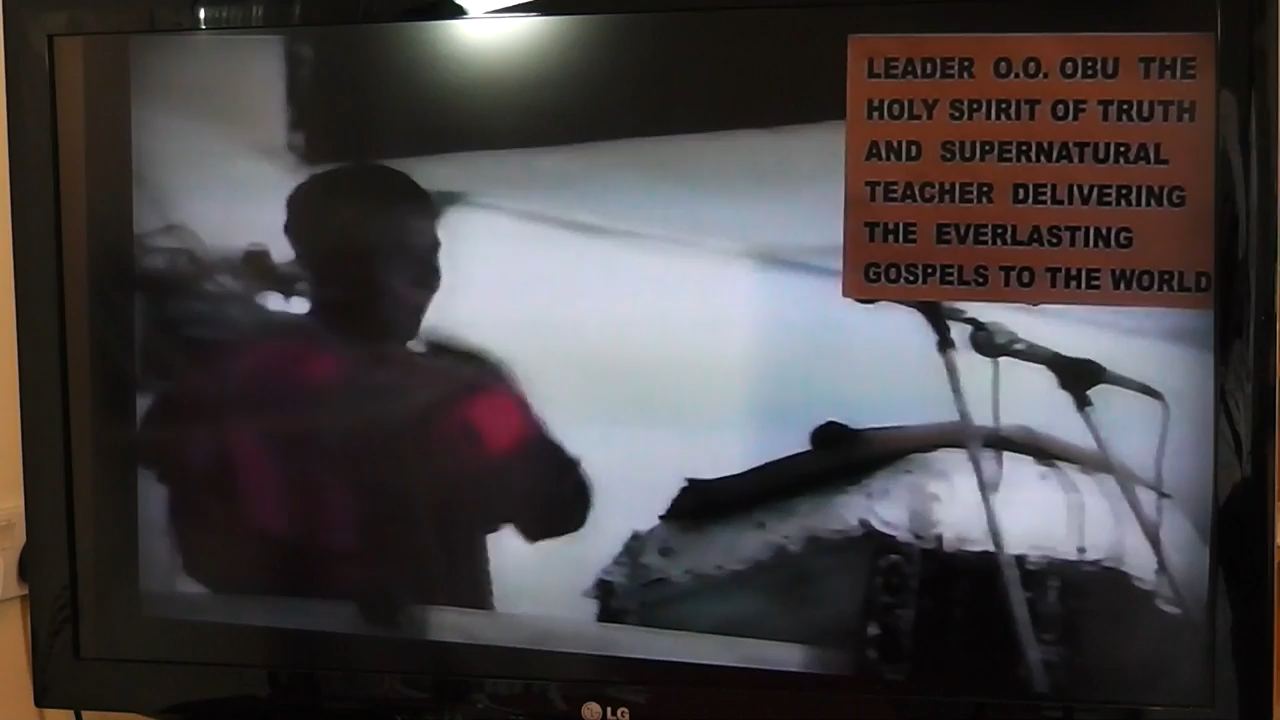 LEADER O.O. OBU THE
HOLY SPIRIT OF TRUTH
AND SUPERNATURAL
TEACHER DELIVERING
THE EVERLASTING
GOSPELS TO THE WORLD
LG